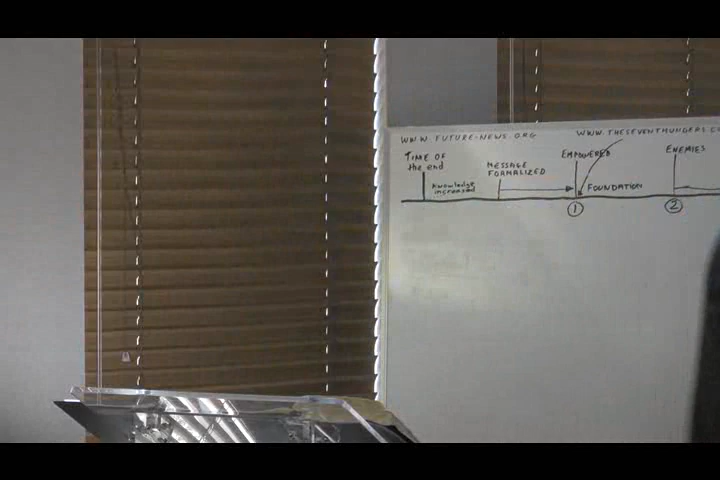 WWW.FUTURE-NEWS.ORG
WWW.THESEVENTHUNDERS.C
TIME OF
the end
Knowledge
increased
MESSAGE
FORMALIZED
EMPOWERED
FOUNDATION
ENEMIES
1
2